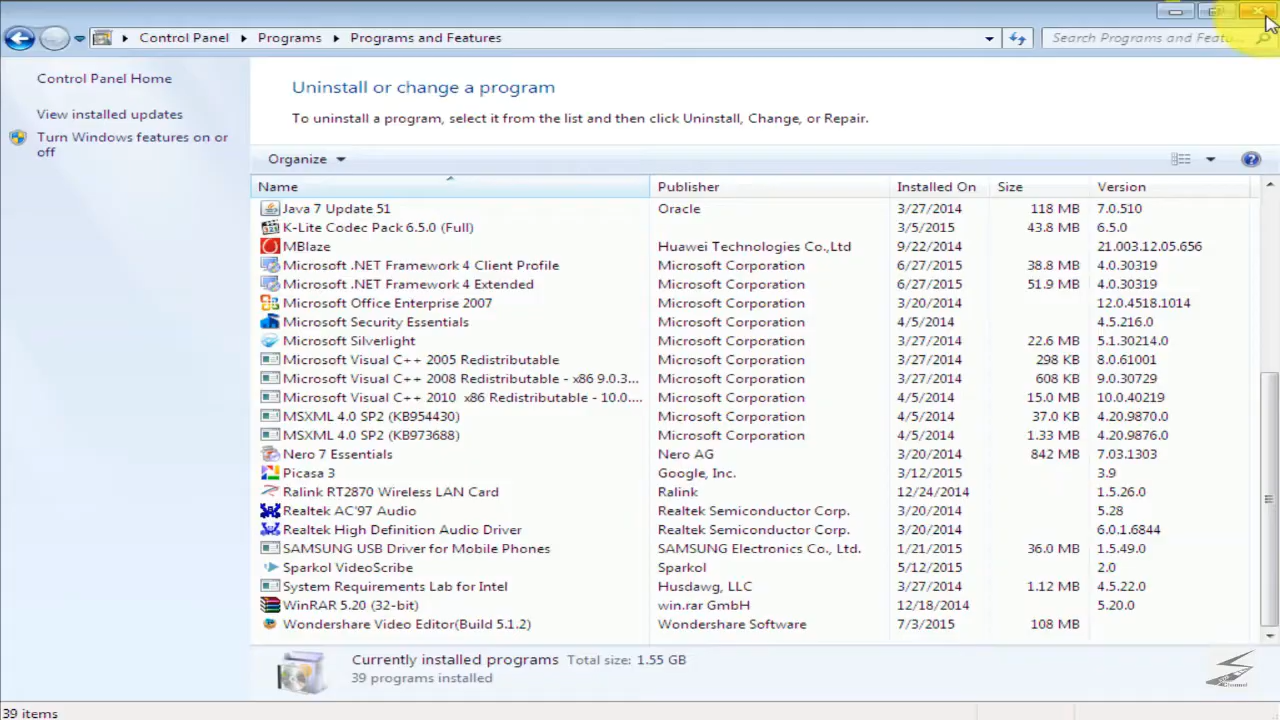 Control Panel Programs Programs and Features Search Programs and Featu...
Control Panel Home
View installed updates
Turn Windows features on or
off
Uninstall or change a program
To uninstall a program, select it from the list and then click Uninstall, Change, or Repair.
Organize
Name Publisher Installed On Size Version
Java 7 Update 51 Oracle 3/27/2014 118 MB 7.0.510
K-Lite Codec Pack 6.5.0 (Full) 3/5/2015 43.8 MB 6.5.0
MBlaze Huawei Technologies Co.,Ltd 9/22/2014 21.003.12.05.656
Microsoft .NET Framework 4 Client Profile Microsoft Corporation 6/27/2015 38.8 MB 4.0.30319
Microsoft .NET Framework 4 Extended Microsoft Corporation 6/27/2015 51.9 MB 4.0.30319
Microsoft Office Enterprise 2007 Microsoft Corporation 3/20/2014 12.0.4518.1014
Microsoft Security Essentials Microsoft Corporation 4/5/2014 4.5.216.0
Microsoft Silverlight Microsoft Corporation 3/27/2014 22.6 MB 5.1.30214.0
Microsoft Visual C++ 2005 Redistributable Microsoft Corporation 3/27/2014 298 KB 8.0.61001
Microsoft Visual C++ 2008 Redistributable - x86 9.0.3... Microsoft Corporation 3/27/2014 608 KB 9.0.30729
Microsoft Visual C++ 2010 x86 Redistributable - 10.0.... Microsoft Corporation 4/5/2014 15.0 MB 10.0.40219
MSXML 4.0 SP2 (KB954430) Microsoft Corporation 4/5/2014 37.0 KB 4.20.9870.0
MSXML 4.0 SP2 (KB973688) Microsoft Corporation 4/5/2014 1.33 MB 4.20.9876.0
Nero 7 Essentials Nero AG 3/20/2014 842 MB 7.03.1303
Picasa 3 Google, Inc. 3/12/2015 3.9
Ralink RT2870 Wireless LAN Card Ralink 12/24/2014 1.5.26.0
Realtek AC'97 Audio Realtek Semiconductor Corp. 3/20/2014 5.28
Realtek High Definition Audio Driver Realtek Semiconductor Corp. 3/20/2014 6.0.1.6844
SAMSUNG USB Driver for Mobile Phones SAMSUNG Electronics Co., Ltd. 1/21/2015 36.0 MB 1.5.49.0
Sparkol VideoScribe Sparkol 5/12/2015 2.0
System Requirements Lab for Intel Husdawg, LLC 3/27/2014 1.12 MB 4.5.22.0
WinRAR 5.20 (32-bit) win.rar GmbH 12/18/2014 5.20.0
Wondershare Video Editor(Build 5.1.2) Wondershare Software 7/3/2015 108 MB
Currently installed programs Total size: 1.55 GB
39 programs installed
39 items